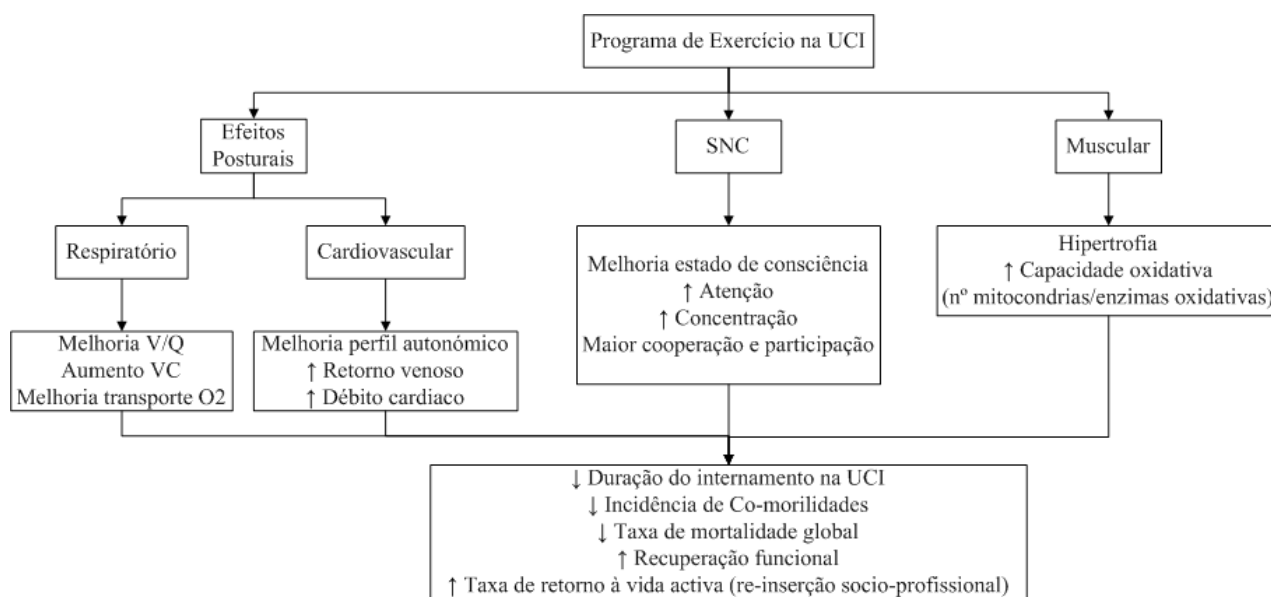 Programa de Exercício na UCI
Efeitos
Posturais
SNC
Muscular
Respiratório
Cardiovascular
Melhoria estado de consciência
↑ Atenção
↑ Concentração
Maior cooperação e participação
Hipertrofia
↑ Capacidade oxidativa
(nº mitocondrias/enzimas oxidativas)
Melhoria V/Q
Aumento VC
Melhoria transporte O2
Melhoria perfil autonómico
↑ Retorno venoso
↑ Débito cardiaco
↓ Duração do internamento na UCI
↓ Incidência de Co-morilidades
↓ Taxa de mortalidade global
↑ Recuperação funcional
↑ Taxa de retorno à vida activa (re-inserção socio-profissional)